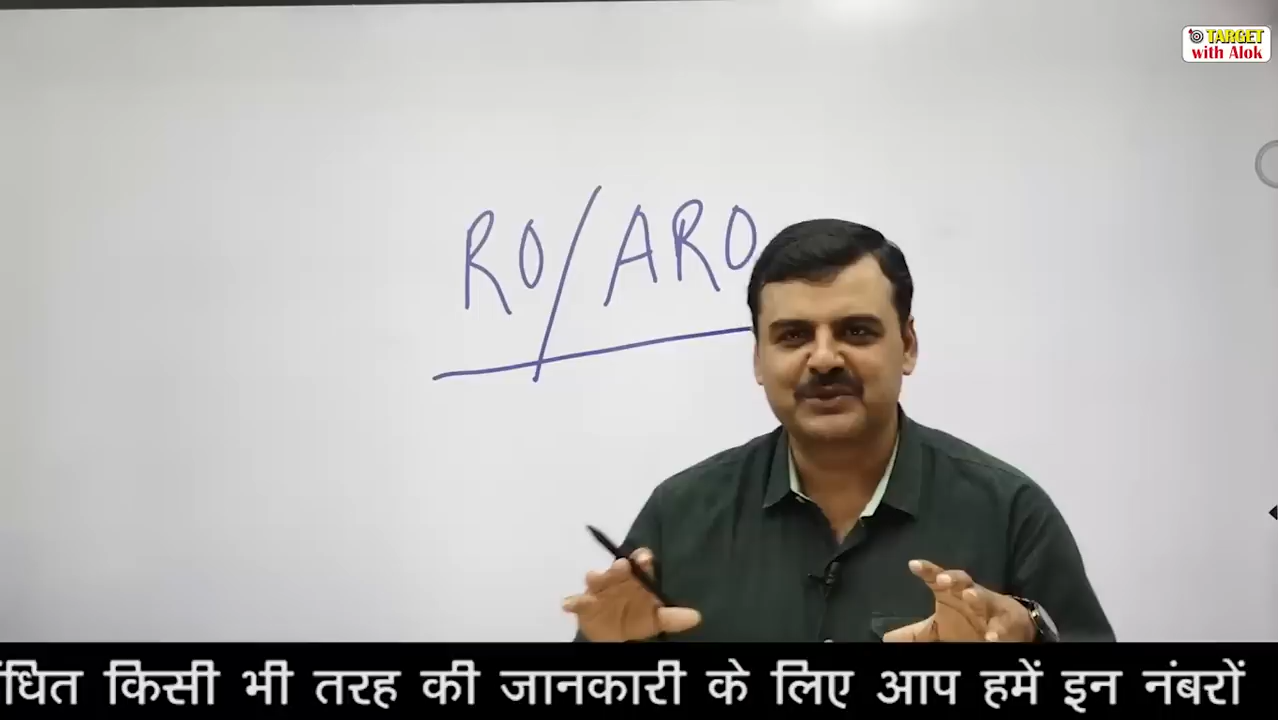 TARGET
with Alok
RO/ARO
किसी भी तरह की जानकारी के लिए आप हमें इन नंबरों